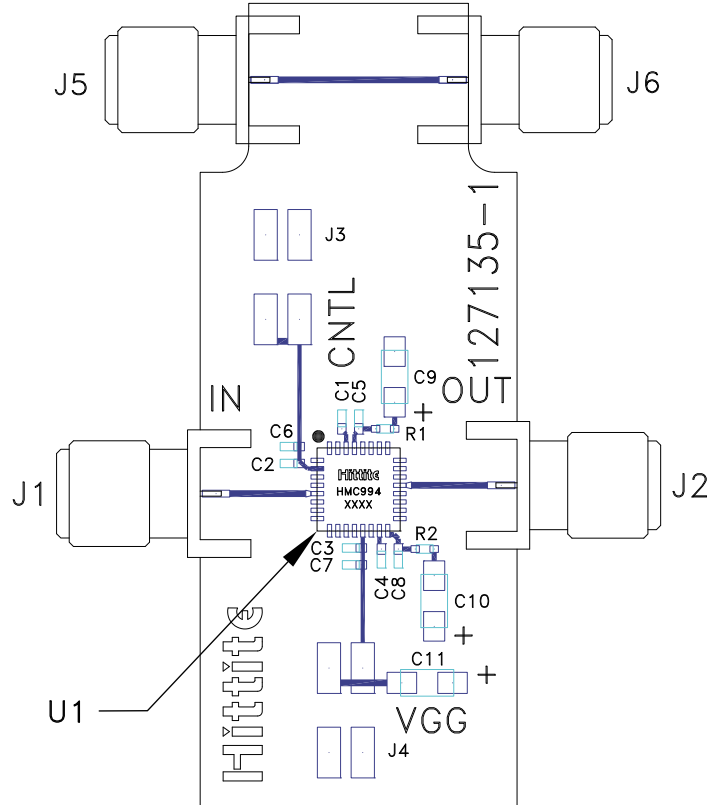 J5
J6
J3
127135-1
CNTL
C9
OUT
IN
C1
C5
+
R1
C6
C2
Hittite
HMC994
XXXX
J1
J2
R2
C3
C7
C4
C8
C10
+
Hittite
C11
+
U1
VGG
J4